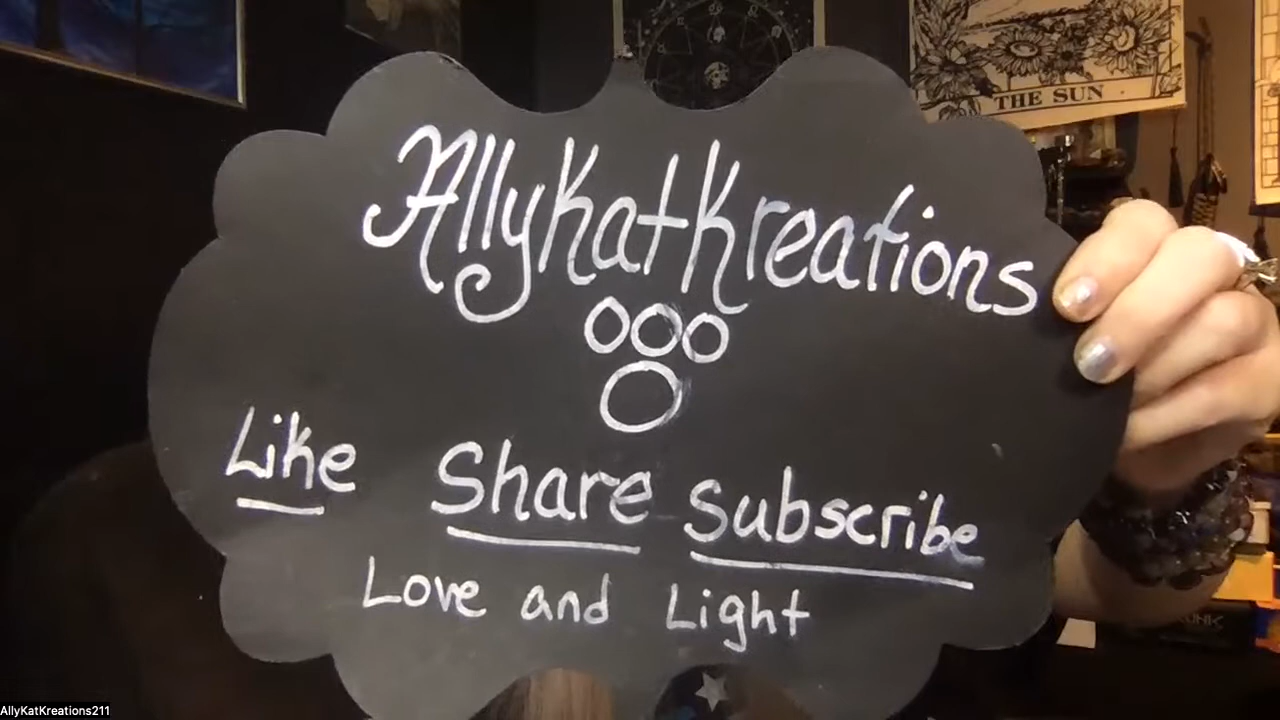 THE SUN
AllyKatKreations
Like Share Subscribe
Love and Light
AllyKatKreations211